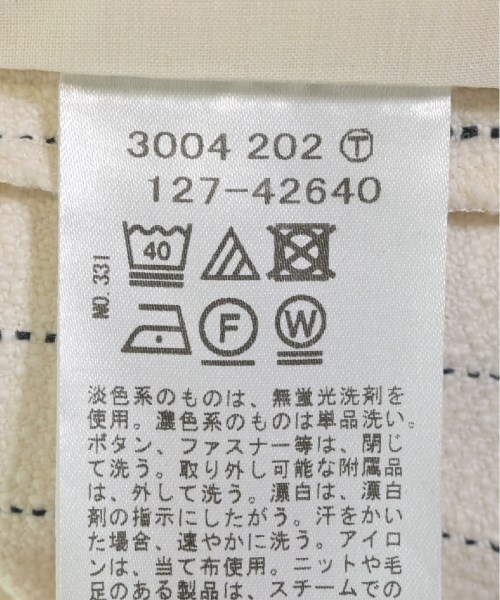 3004 202 Ⓣ
127-42640
NO.331
40
F W
淡色系のものは、無蛍光洗剤を
使用。濃色系のものは単品洗い。
ボタン、ファスナー等は、閉じ
て洗う。取り外し可能な附属品
は、外して洗う。漂白は、漂白
剤の指示にしたがう。汗をかい
た場合、速やかに洗う。アイロ
ンは、当て布使用。ニットや毛
足のある製品は、スチームでの